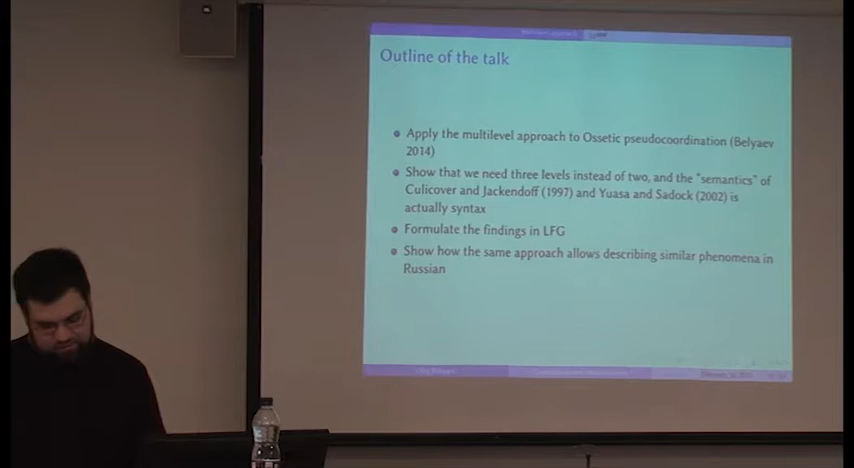 Outline of the talk
Apply the multilevel approach to Ossetic pseudocoordination (Belyaev
2014)
Show that we need three levels instead of two, and the "semantics" of
Culicover and Jackendoff (1997) and Yuasa and Sadock (2002) is
actually syntax
Formulate the findings in LFG
Show how the same approach allows describing similar phenomena in
Russian